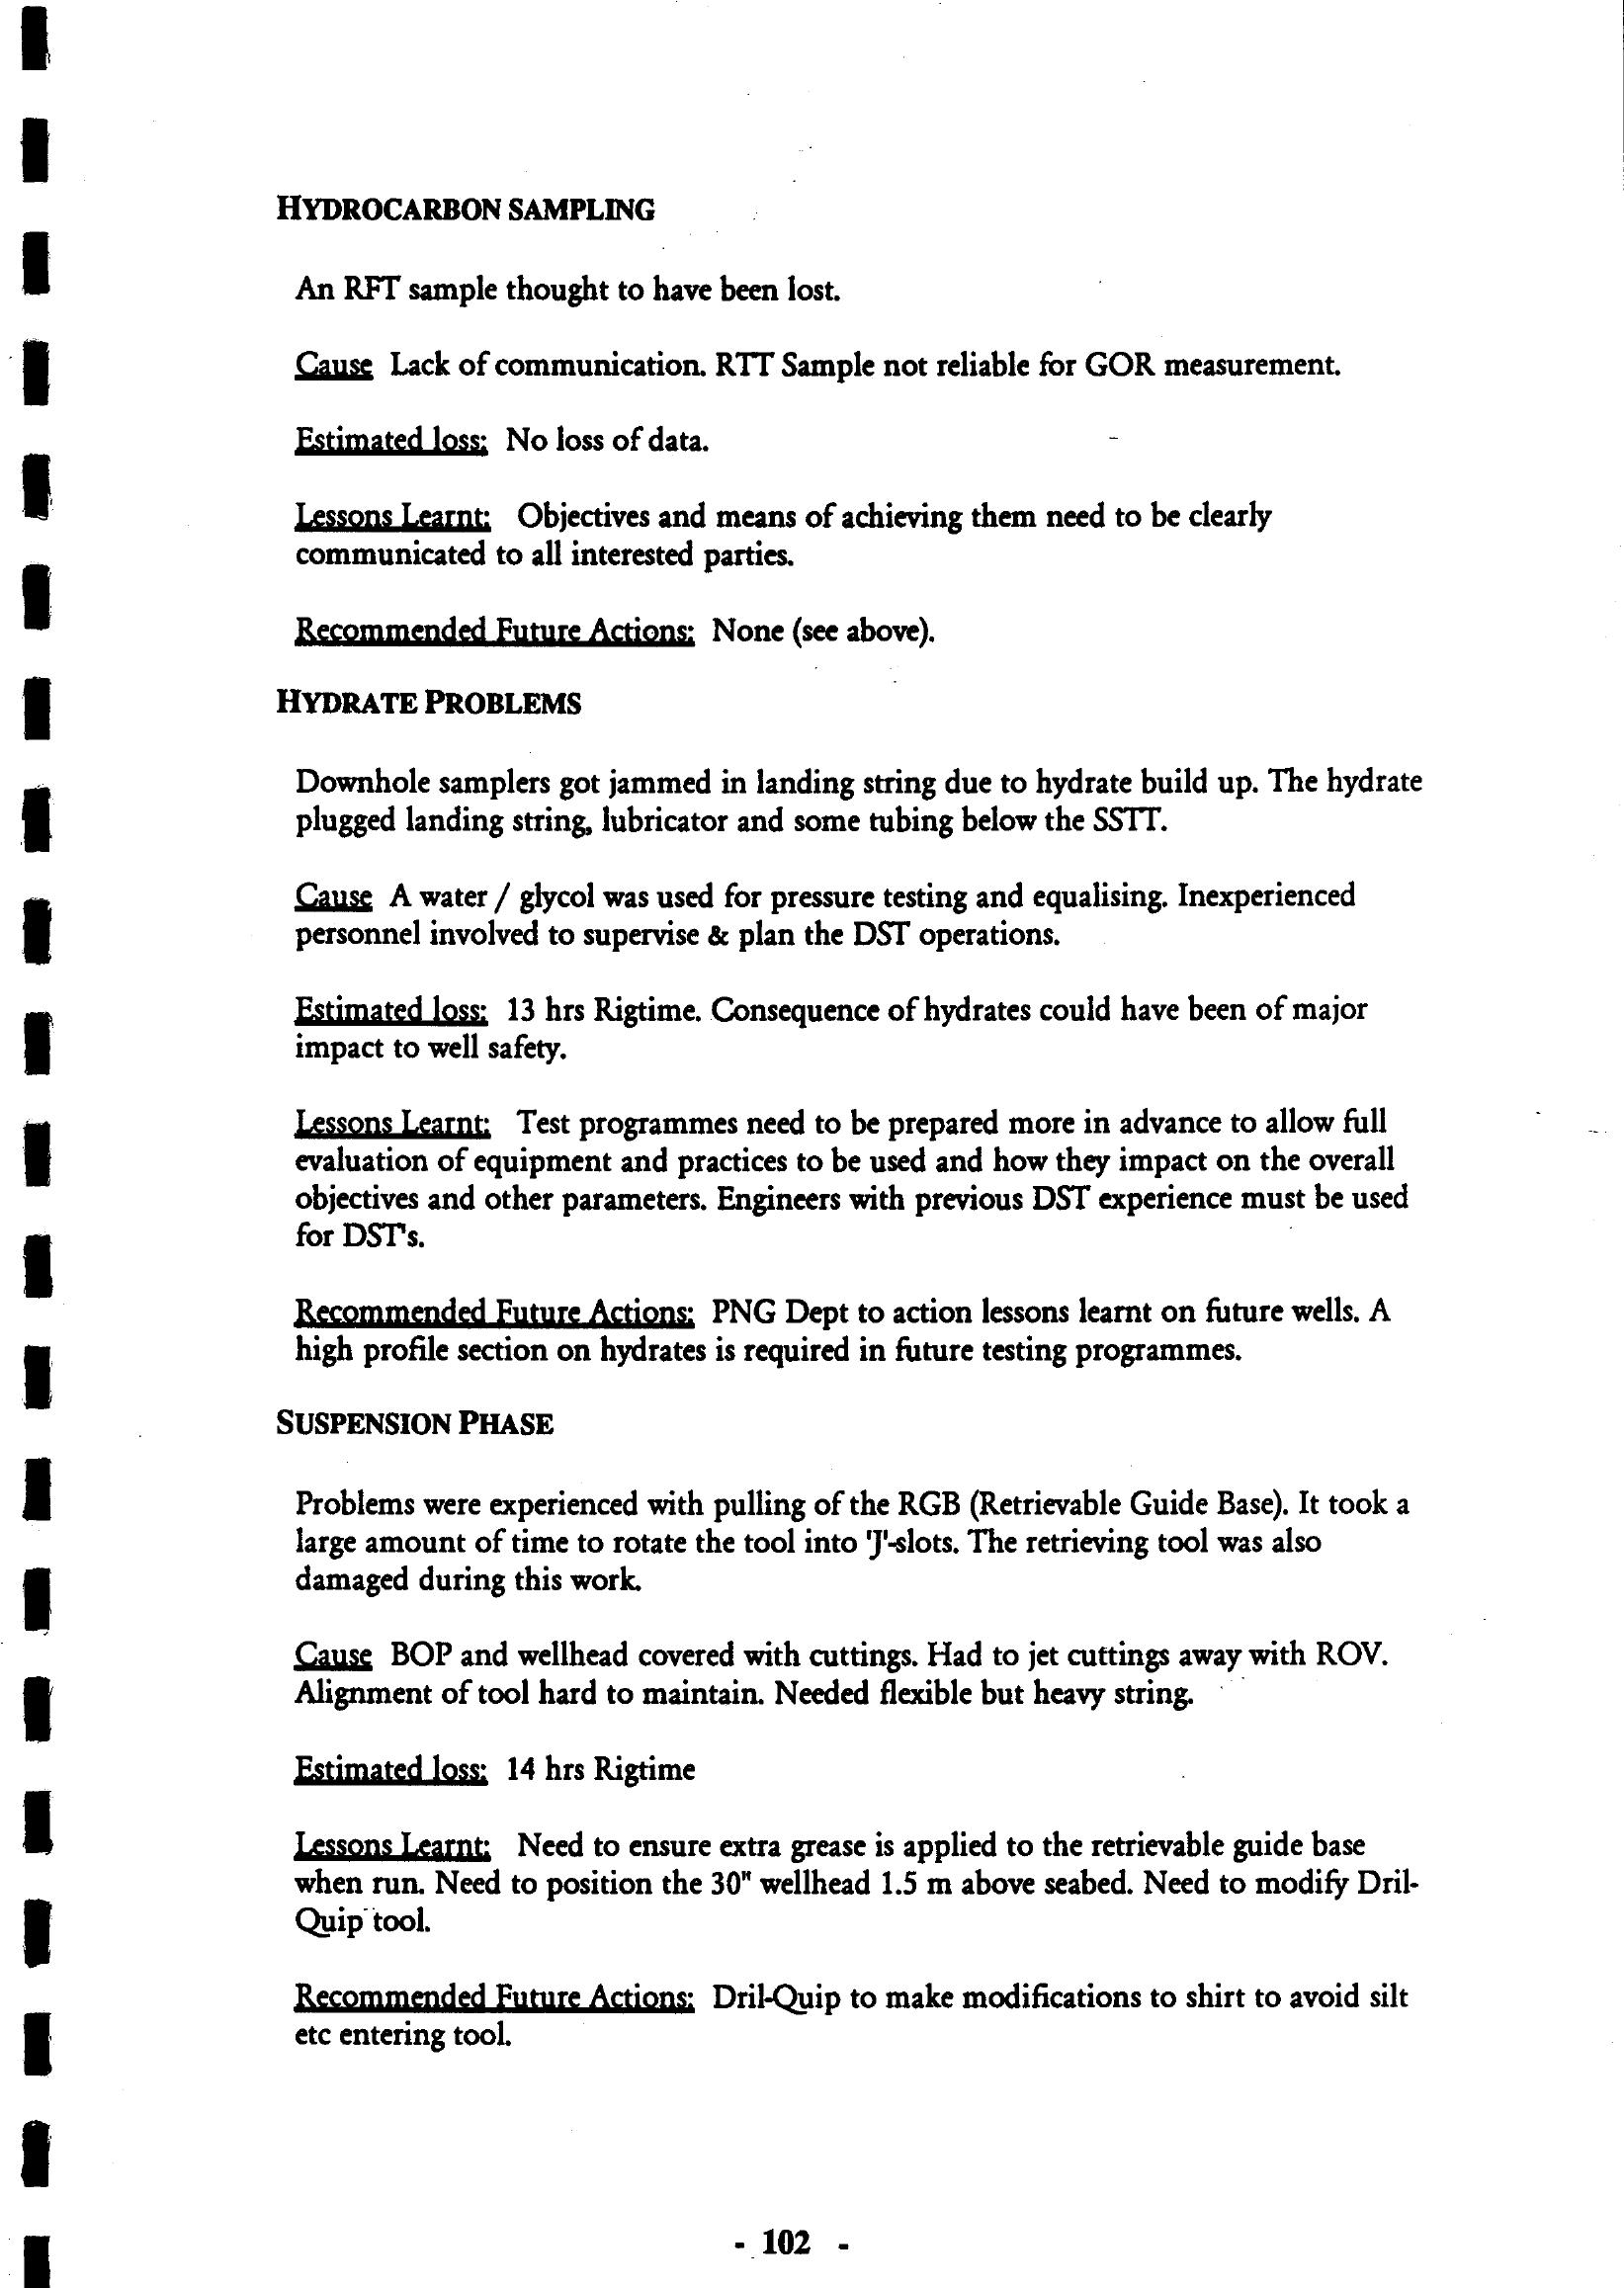 HYDROCARBON SAMPLING
An RFT sample thought to have been lost.
Cause Lack of communication. RTT Sample not reliable for GOR measurement.
Estimated loss: No loss of data.
Lessons Learnt: Objectives and means of achieving them need to be clearly
communicated to all interested parties.
Recommended Future Actions: None (see above).
HYDRATE PROBLEMS
Downhole samplers got jammed in landing string due to hydrate build up. The hydrate
plugged landing string, lubricator and some tubing below the SSTT.
Cause A water / glycol was used for pressure testing and equalising. Inexperienced
personnel involved to supervise & plan the DST operations.
Estimated loss: 13 hrs Rigtime. Consequence of hydrates could have been of major
impact to well safety.
Lessons Learnt: Test programmes need to be prepared more in advance to allow full
evaluation of equipment and practices to be used and how they impact on the overall
objectives and other parameters. Engineers with previous DST experience must be used
for DST's.
Recommended Future Actions: PNG Dept to action lessons learnt on future wells. A
high profile section on hydrates is required in future testing programmes.
SUSPENSION PHASE
Problems were experienced with pulling of the RGB (Retrievable Guide Base). It took a
large amount of time to rotate the tool into 'J'-slots. The retrieving tool was also
damaged during this work.
Cause BOP and wellhead covered with cuttings. Had to jet cuttings away with ROV.
Alignment of tool hard to maintain. Needed flexible but heavy string.
Estimated loss: 14 hrs Rigtime
Lessons Learnt: Need to ensure extra grease is applied to the retrievable guide base
when run. Need to position the 30" wellhead 1.5 m above seabed. Need to modify Dril-
Quip tool.
Recommended Future Actions: Dril-Quip to make modifications to shirt to avoid silt
etc entering tool.
- 102 -